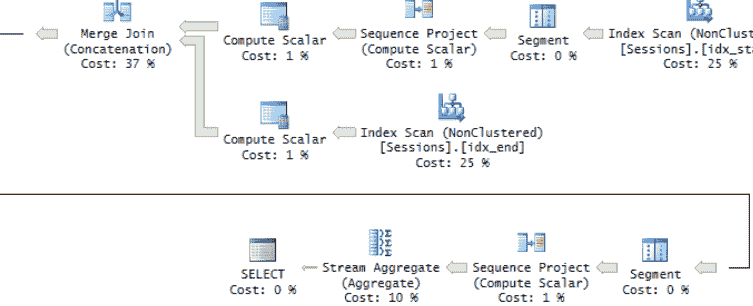 Merge Join
(Concatenation)
Cost: 37 %
Compute Scalar
Cost: 1 %
Sequence Project
(Compute Scalar)
Cost: 1 %
Segment
Cost: 0 %
Index Scan (NonClust
[Sessions].[idx_sta
Cost: 25 %
Compute Scalar
Cost: 1 %
Index Scan (NonClustered)
[Sessions].[idx_end]
Cost: 25 %
SELECT
Cost: 0 %
Stream Aggregate
(Aggregate)
Cost: 10 %
Sequence Project
(Compute Scalar)
Cost: 1 %
Segment
Cost: 0 %